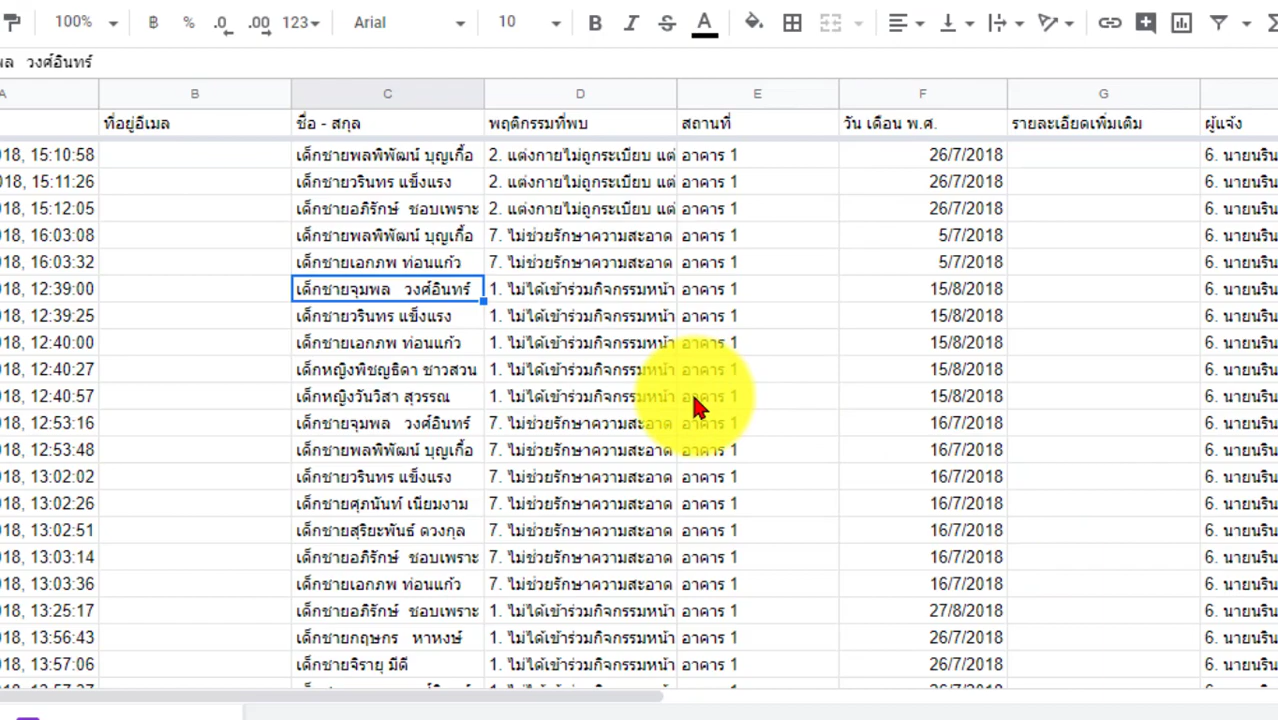 100% ฿ % .0 .00 123 Arial 10 B I S A
พล วงศ์อินทร์
A B C D E F G
ที่อยู่อีเมล ชื่อ - สกุล พฤติกรรมที่พบ สถานที่ วัน เดือน พ.ศ. รายละเอียดเพิ่มเติม ผู้แจ้ง
018, 15:10:58 เด็กชายพลพิพัฒน์ บุญเกื้อ 2. แต่งกายไม่ถูกระเบียบ แต่ อาคาร 1 26/7/2018 6. นายนริน
018, 15:11:26 เด็กชายวรินทร แข็งแรง 2. แต่งกายไม่ถูกระเบียบ แต่ อาคาร 1 26/7/2018 6. นายนริน
018, 15:12:05 เด็กชายอภิรักษ์ ชอบเพราะ 2. แต่งกายไม่ถูกระเบียบ แต่ อาคาร 1 26/7/2018 6. นายนริน
018, 16:03:08 เด็กชายพลพิพัฒน์ บุญเกื้อ 7. ไม่ช่วยรักษาความสะอาด อาคาร 1 5/7/2018 6. นายนริน
018, 16:03:32 เด็กชายเอกภพ ท่อนแก้ว 7. ไม่ช่วยรักษาความสะอาด อาคาร 1 5/7/2018 6. นายนริน
018, 12:39:00 เด็กชายจุมพล วงศ์อินทร์ 1. ไม่ได้เข้าร่วมกิจกรรมหน้า อาคาร 1 15/8/2018 6. นายนริน
018, 12:39:25 เด็กชายวรินทร แข็งแรง 1. ไม่ได้เข้าร่วมกิจกรรมหน้า อาคาร 1 15/8/2018 6. นายนริน
018, 12:40:00 เด็กชายเอกภพ ท่อนแก้ว 1. ไม่ได้เข้าร่วมกิจกรรมหน้า อาคาร 1 15/8/2018 6. นายนริน
018, 12:40:27 เด็กหญิงพิชญธิดา ชาวสวน 1. ไม่ได้เข้าร่วมกิจกรรมหน้า อาคาร 1 15/8/2018 6. นายนริน
018, 12:40:57 เด็กหญิงวันวิสา สุวรรณ 1. ไม่ได้เข้าร่วมกิจกรรมหน้า อาคาร 1 15/8/2018 6. นายนริน
018, 12:53:16 เด็กชายจุมพล วงศ์อินทร์ 7. ไม่ช่วยรักษาความสะอาด อาคาร 1 16/7/2018 6. นายนริน
018, 12:53:48 เด็กชายพลพิพัฒน์ บุญเกื้อ 7. ไม่ช่วยรักษาความสะอาด อาคาร 1 16/7/2018 6. นายนริน
018, 13:02:02 เด็กชายวรินทร แข็งแรง 7. ไม่ช่วยรักษาความสะอาด อาคาร 1 16/7/2018 6. นายนริน
018, 13:02:26 เด็กชายศุภนันท์ เนียมงาม 7. ไม่ช่วยรักษาความสะอาด อาคาร 1 16/7/2018 6. นายนริน
018, 13:02:51 เด็กชายสุริยะพันธ์ ดวงกุล 7. ไม่ช่วยรักษาความสะอาด อาคาร 1 16/7/2018 6. นายนริน
018, 13:03:14 เด็กชายอภิรักษ์ ชอบเพราะ 7. ไม่ช่วยรักษาความสะอาด อาคาร 1 16/7/2018 6. นายนริน
018, 13:03:36 เด็กชายเอกภพ ท่อนแก้ว 7. ไม่ช่วยรักษาความสะอาด อาคาร 1 16/7/2018 6. นายนริน
018, 13:25:17 เด็กชายอภิรักษ์ ชอบเพราะ 1. ไม่ได้เข้าร่วมกิจกรรมหน้า อาคาร 1 27/8/2018 6. นายนริน
018, 13:56:43 เด็กชายกฤษกร หาหงษ์ 1. ไม่ได้เข้าร่วมกิจกรรมหน้า อาคาร 1 26/7/2018 6. นายนริน
018, 13:57:06 เด็กชายจิรายุ มีดี 1. ไม่ได้เข้าร่วมกิจกรรมหน้า อาคาร 1 26/7/2018 6. นายนริน